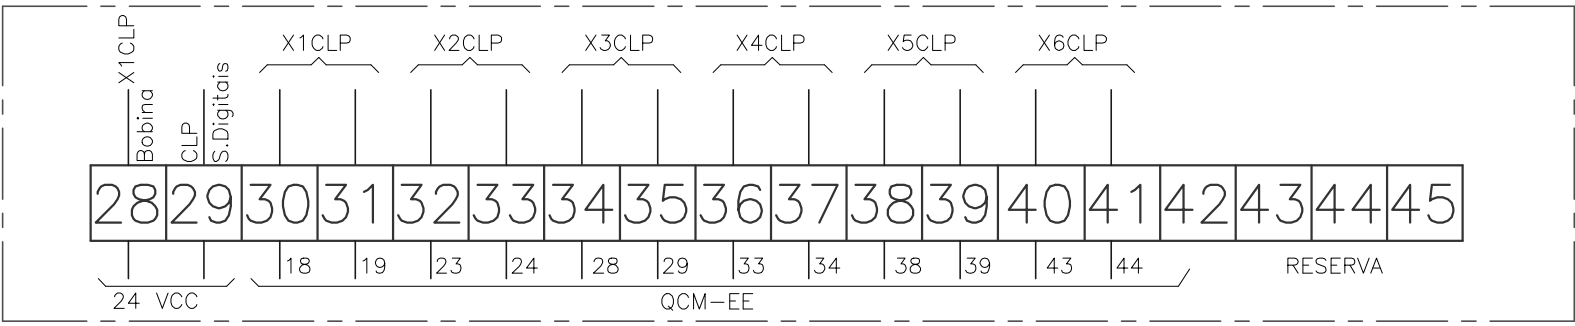 X1CLP
Bobina
CLP
S.Digitais
X1CLP X2CLP X3CLP X4CLP X5CLP X6CLP
28 29 30 31 32 33 34 35 36 37 38 39 40 41 42 43 44 45
18 19 23 24 28 29 33 34 38 39 43 44 RESERVA
24 VCC QCM-EE